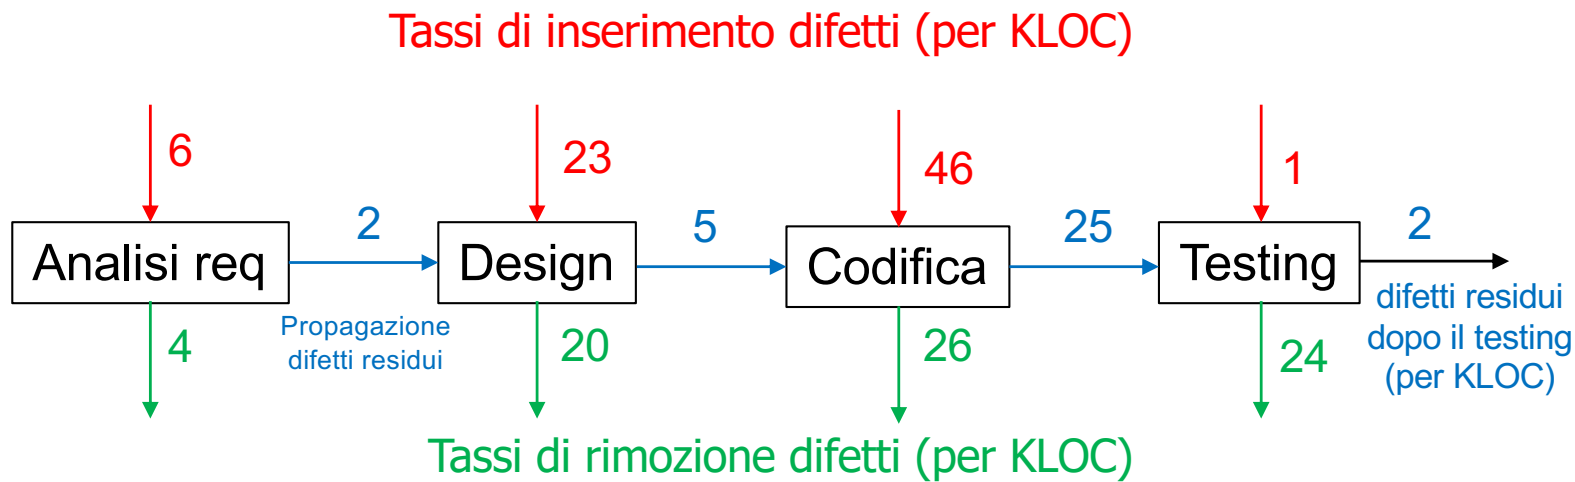 Tassi di inserimento difetti (per KLOC)
6
23
46
1
Analisi req
2
Design
5
Codifica
25
Testing
2
Propagazione
difetti residui
difetti residui
dopo il testing
(per KLOC)
4
20
26
24
Tassi di rimozione difetti (per KLOC)